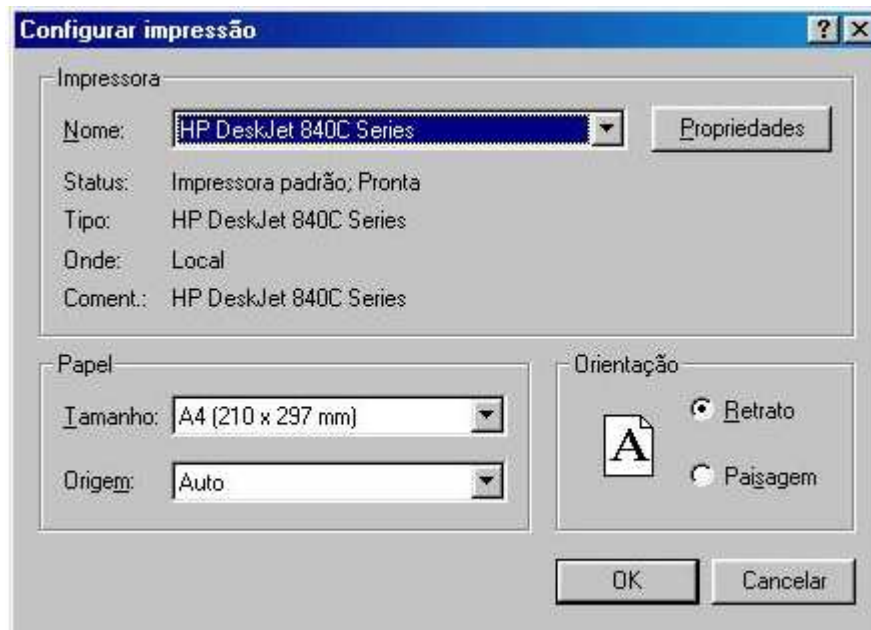 Configurar impressão
Impressora
Nome: HP DeskJet 840C Series Propriedades
Status: Impressora padrão; Pronta
Tipo: HP DeskJet 840C Series
Onde: Local
Coment.: HP DeskJet 840C Series
Papel
Tamanho: A4 (210 x 297 mm)
Origem: Auto
Orientação
A
Retrato
Paisagem
OK Cancelar